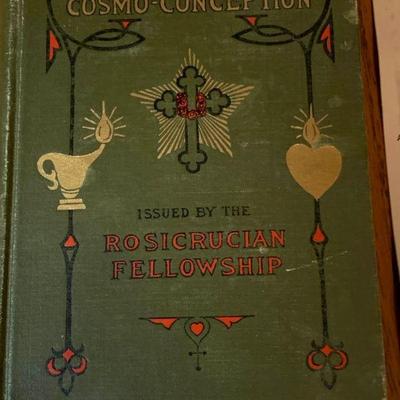 COSMO-CONCEPTION
ISSUED BY THE
ROSICRUCIAN
FELLOWSHIP